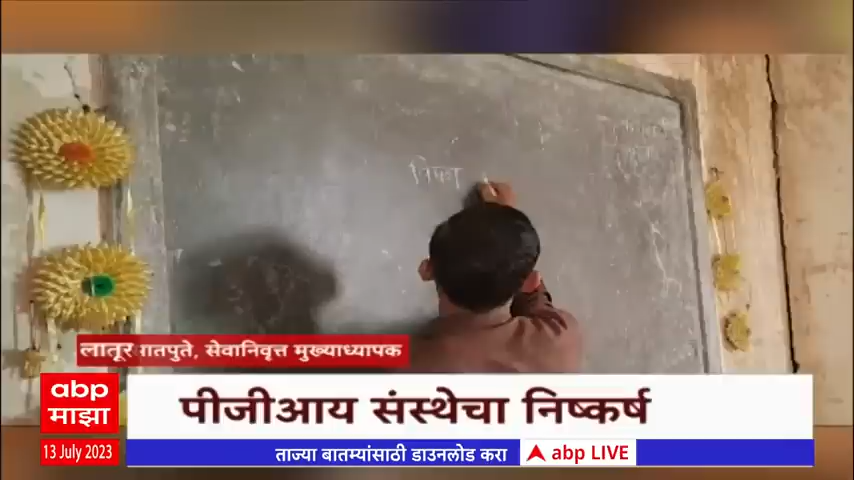 लातूर
ातपुते, सेवानिवृत्त मुख्याध्यापक
abp
माझा
पीजीआय संस्थेचा निष्कर्ष
13 July 2023
ताज्या बातम्यांसाठी डाउनलोड करा
abp LIVE